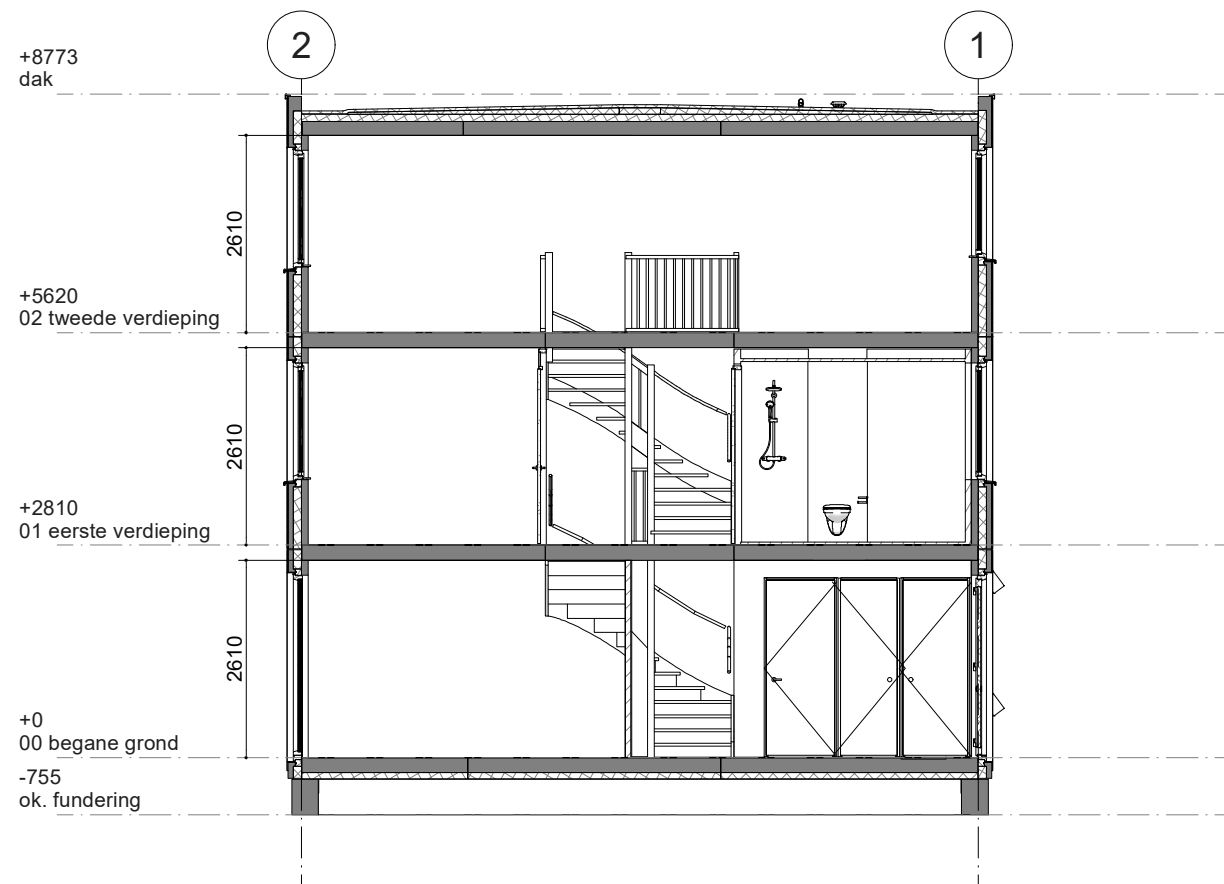 2
1
+8773
dak
2610
+5620
02 tweede verdieping
2610
+2810
01 eerste verdieping
2610
+0
00 begane grond
-755
ok. fundering